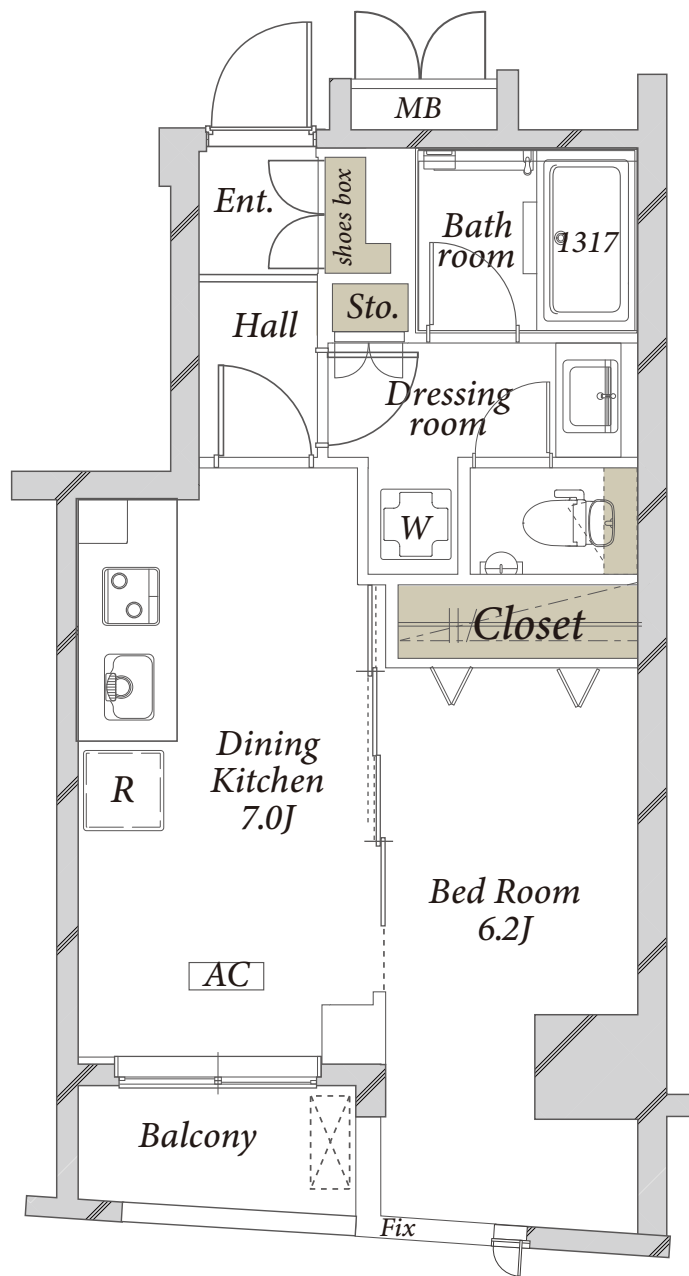 MB
Ent.
shoes box
Bath
room
1317
Sto.
Hall
Dressing
room
W
Closet
Dining
Kitchen
7.0J
R
Bed Room
6.2J
AC
Balcony
Fix